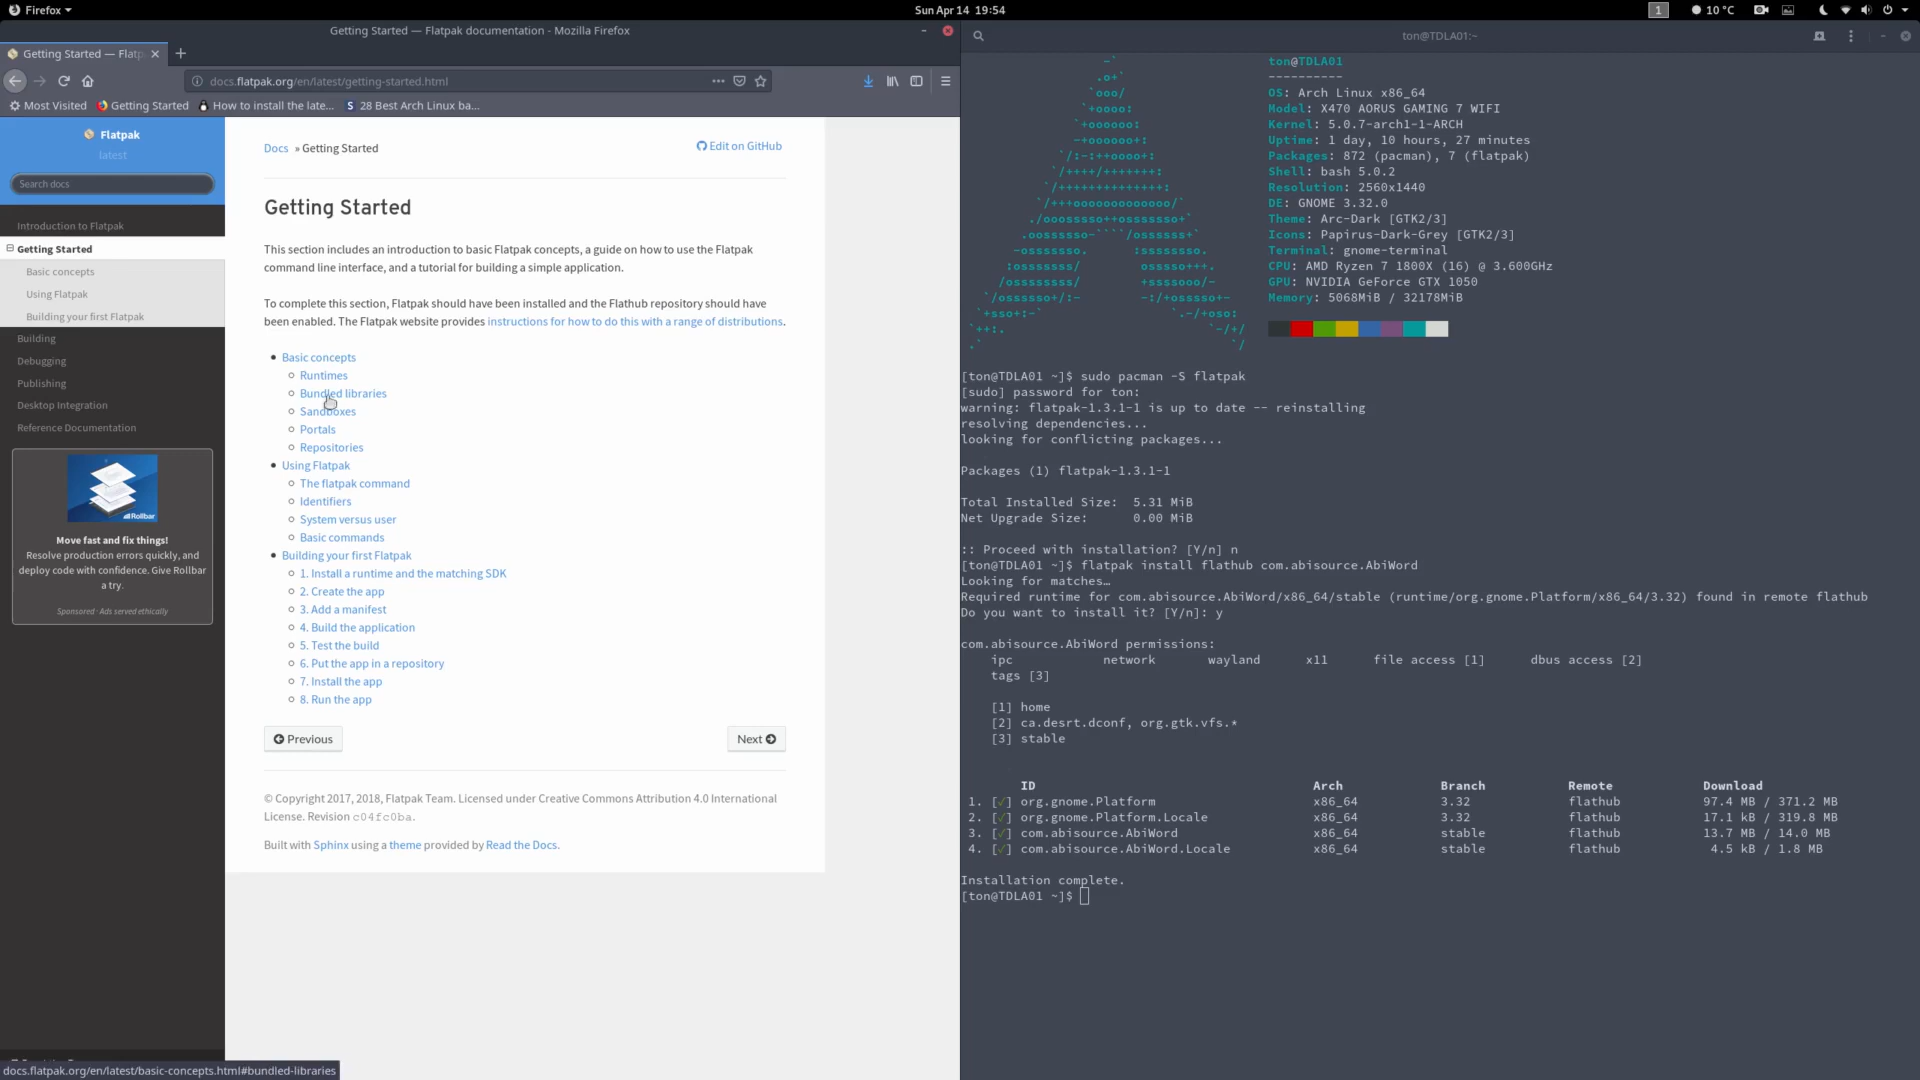 Firefox
Sun Apr 14 19:54
1
10 °C
Getting Started — Flatpak documentation - Mozilla Firefox
Getting Started — Flatp
docs.flatpak.org/en/latest/getting-started.html
Most Visited
Getting Started
How to install the late...
28 Best Arch Linux ba...
Flatpak
latest
Search docs
Introduction to Flatpak
Getting Started
Basic concepts
Using Flatpak
Building your first Flatpak
Building
Debugging
Publishing
Desktop Integration
Reference Documentation
Rollbar
Move fast and fix things!
Resolve production errors quickly, and
deploy code with confidence. Give Rollbar
a try.
Sponsored · Ads served ethically
Docs » Getting Started
Edit on GitHub
Getting Started
This section includes an introduction to basic Flatpak concepts, a guide on how to use the Flatpak
command line interface, and a tutorial for building a simple application.
To complete this section, Flatpak should have been installed and the Flathub repository should have
been enabled. The Flatpak website provides instructions for how to do this with a range of distributions.
Basic concepts
Runtimes
Bundled libraries
Sandboxes
Portals
Repositories
Using Flatpak
The flatpak command
Identifiers
System versus user
Basic commands
Building your first Flatpak
1. Install a runtime and the matching SDK
2. Create the app
3. Add a manifest
4. Build the application
5. Test the build
6. Put the app in a repository
7. Install the app
8. Run the app
Previous
Next
© Copyright 2017, 2018, Flatpak Team. Licensed under Creative Commons Attribution 4.0 International
License. Revision c04fc0ba.
Built with Sphinx using a theme provided by Read the Docs.
docs.flatpak.org/en/latest/basic-concepts.html#bundled-libraries
ton@TDLA01:~
ton@TDLA01
----------
OS: Arch Linux x86_64
Model: X470 AORUS GAMING 7 WIFI
Kernel: 5.0.7-arch1-1-ARCH
Uptime: 1 day, 10 hours, 27 minutes
Packages: 872 (pacman), 7 (flatpak)
Shell: bash 5.0.2
Resolution: 2560x1440
DE: GNOME 3.32.0
Theme: Arc-Dark [GTK2/3]
Icons: Papirus-Dark-Grey [GTK2/3]
Terminal: gnome-terminal
CPU: AMD Ryzen 7 1800X (16) @ 3.600GHz
GPU: NVIDIA GeForce GTX 1050
Memory: 5068MiB / 32178MiB
[ton@TDLA01 ~]$ sudo pacman -S flatpak
[sudo] password for ton:
warning: flatpak-1.3.1-1 is up to date -- reinstalling
resolving dependencies...
looking for conflicting packages...
Packages (1) flatpak-1.3.1-1
Total Installed Size:  5.31 MiB
Net Upgrade Size:      0.00 MiB
:: Proceed with installation? [Y/n] n
[ton@TDLA01 ~]$ flatpak install flathub com.abisource.AbiWord
Looking for matches…
Required runtime for com.abisource.AbiWord/x86_64/stable (runtime/org.gnome.Platform/x86_64/3.32) found in remote flathub
Do you want to install it? [Y/n]: y
com.abisource.AbiWord permissions:
ipc network wayland x11 file access [1] dbus access [2]
tags [3]
[1] home
[2] ca.desrt.dconf, org.gtk.vfs.*
[3] stable
ID Arch Branch Remote Download
1. [✓] org.gnome.Platform x86_64 3.32 flathub 97.4 MB / 371.2 MB
2. [✓] org.gnome.Platform.Locale x86_64 3.32 flathub 17.1 kB / 319.8 MB
3. [✓] com.abisource.AbiWord x86_64 stable flathub 13.7 MB / 14.0 MB
4. [✓] com.abisource.AbiWord.Locale x86_64 stable flathub 4.5 kB / 1.8 MB
Installation complete.
[ton@TDLA01 ~]$